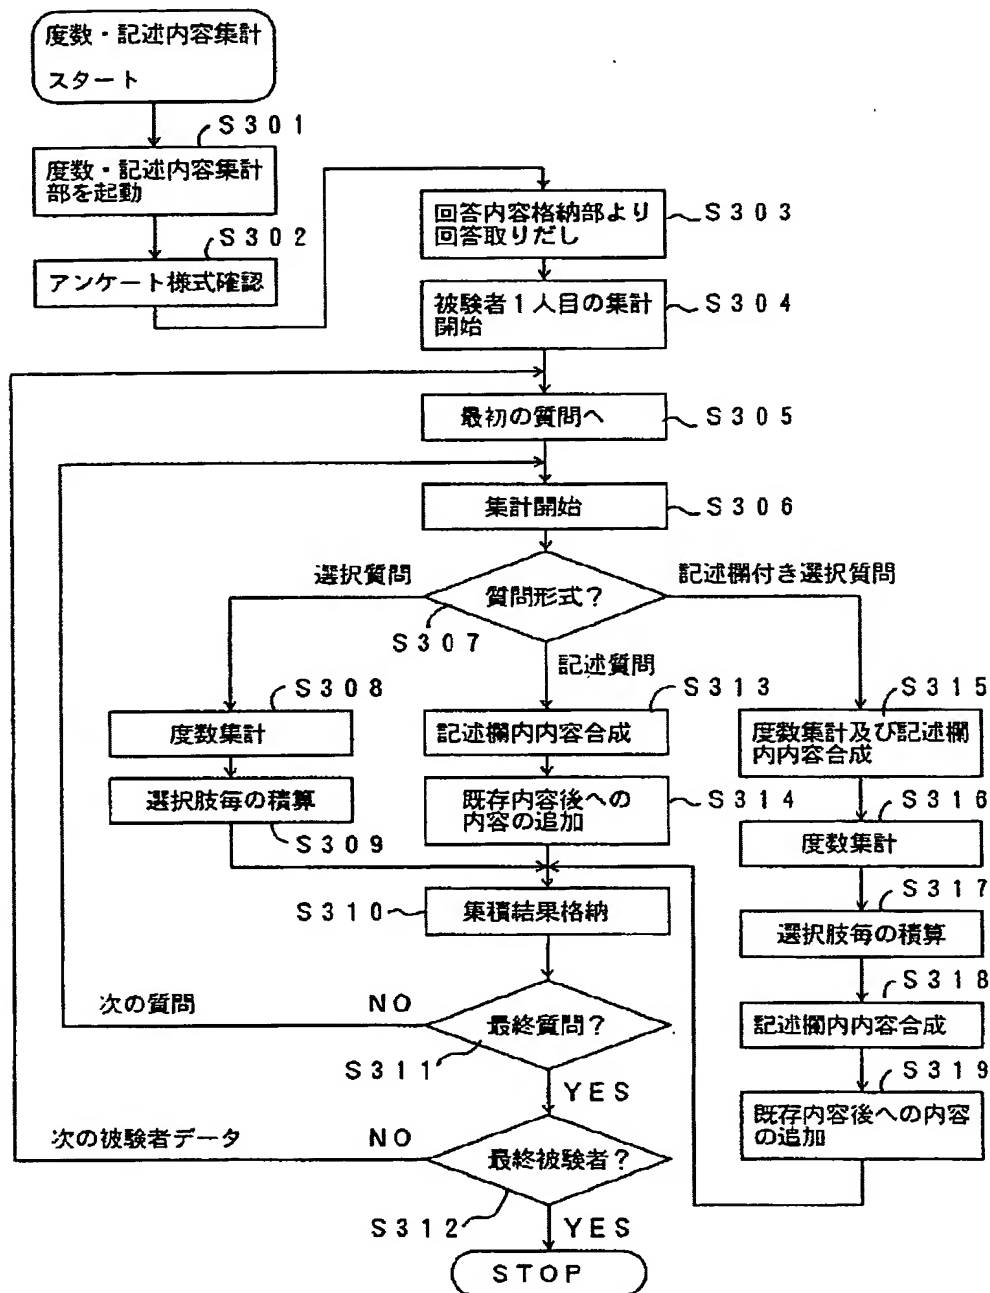 度数・記述内容集計
スタート
S301
度数・記述内容集計
部を起動
S302
アンケート様式確認
回答内容格納部より
回答取りだし
S303
被験者1人目の集計
開始
S304
最初の質問へ
S305
集計開始
S306
選択質問
質問形式?
記述欄付き選択質問
S307
記述質問
S308
度数集計
選択肢毎の積算
S309
S313
記述欄内内容合成
既存内容後への
内容の追加
S314
S315
度数集計及び記述欄
内内容合成
S316
度数集計
S317
選択肢毎の積算
S318
記述欄内内容合成
S319
既存内容後への内容
の追加
S310
集積結果格納
次の質問
NO
最終質問?
S311
YES
次の被験者データ
NO
最終被験者?
S312
YES
STOP